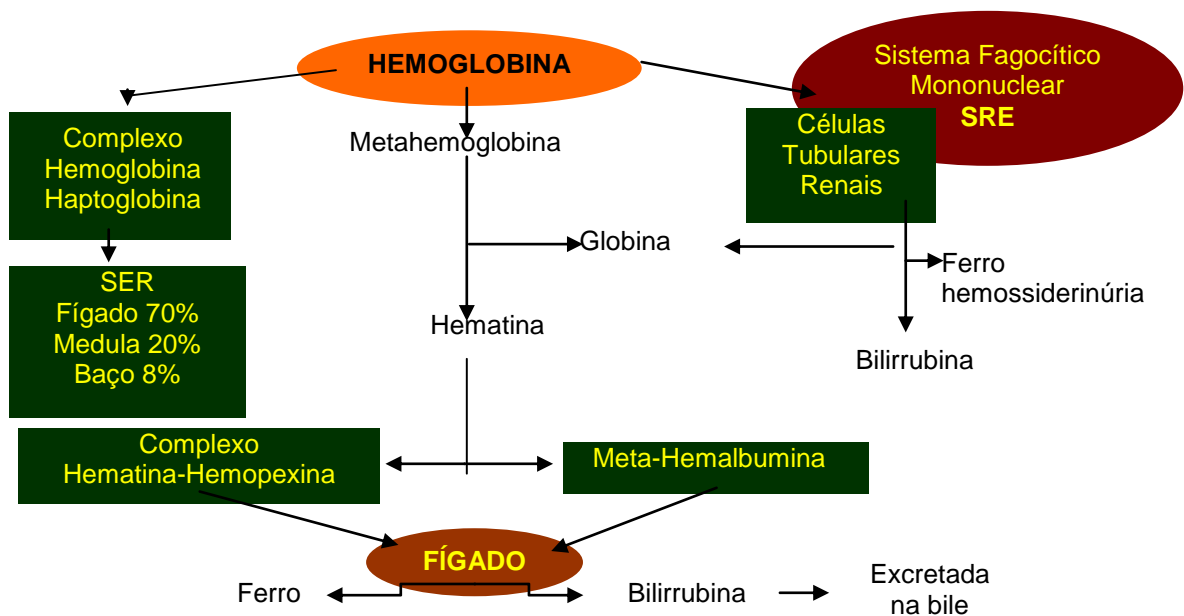 HEMOGLOBINA
Sistema Fagocítico
Mononuclear
SRE
Complexo
Hemoglobina
Haptoglobina
Metahemoglobina
Células
Tubulares
Renais
Globina
Ferro
hemossiderinúria
SER
Fígado 70%
Medula 20%
Baço 8%
Hematina
Bilirrubina
Complexo
Hematina-Hemopexina
Meta-Hemalbumina
FÍGADO
Ferro
Bilirrubina
Excretada
na bile